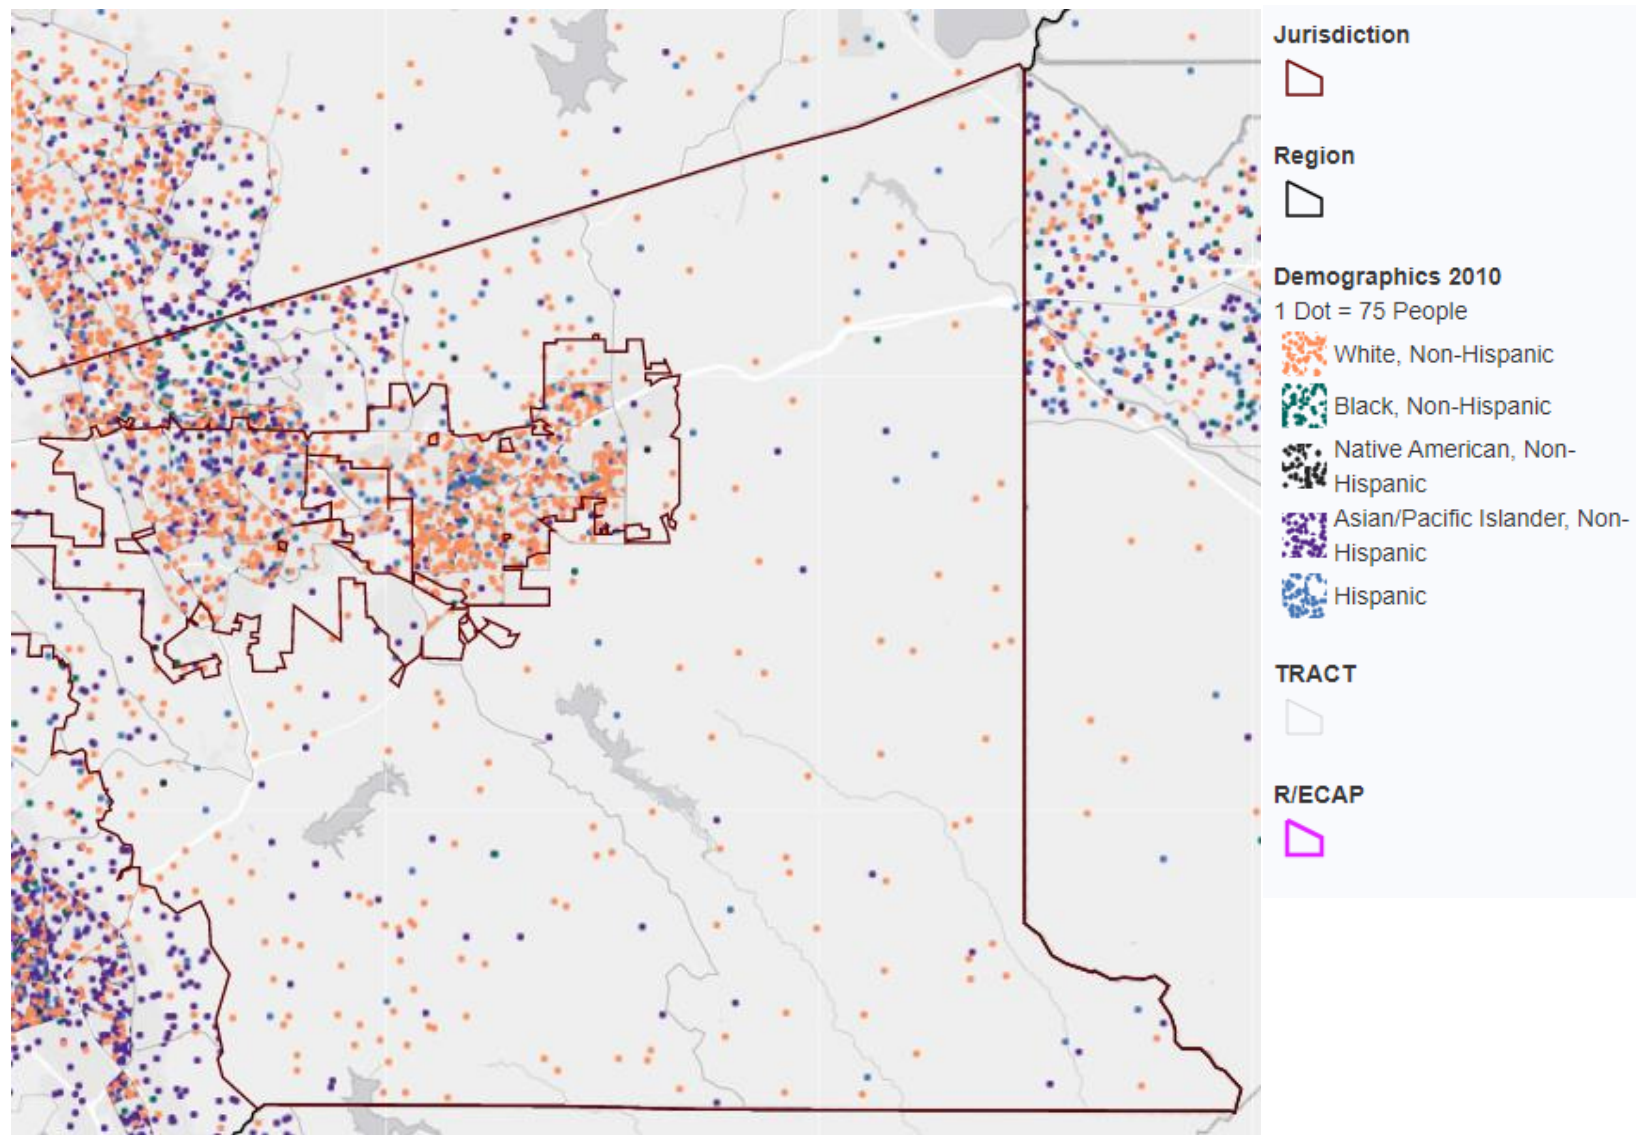 Jurisdiction
Region
Demographics 2010
1 Dot = 75 People
White, Non-Hispanic
Black, Non-Hispanic
Native American, Non-
Hispanic
Asian/Pacific Islander, Non-
Hispanic
Hispanic
TRACT
R/ECAP